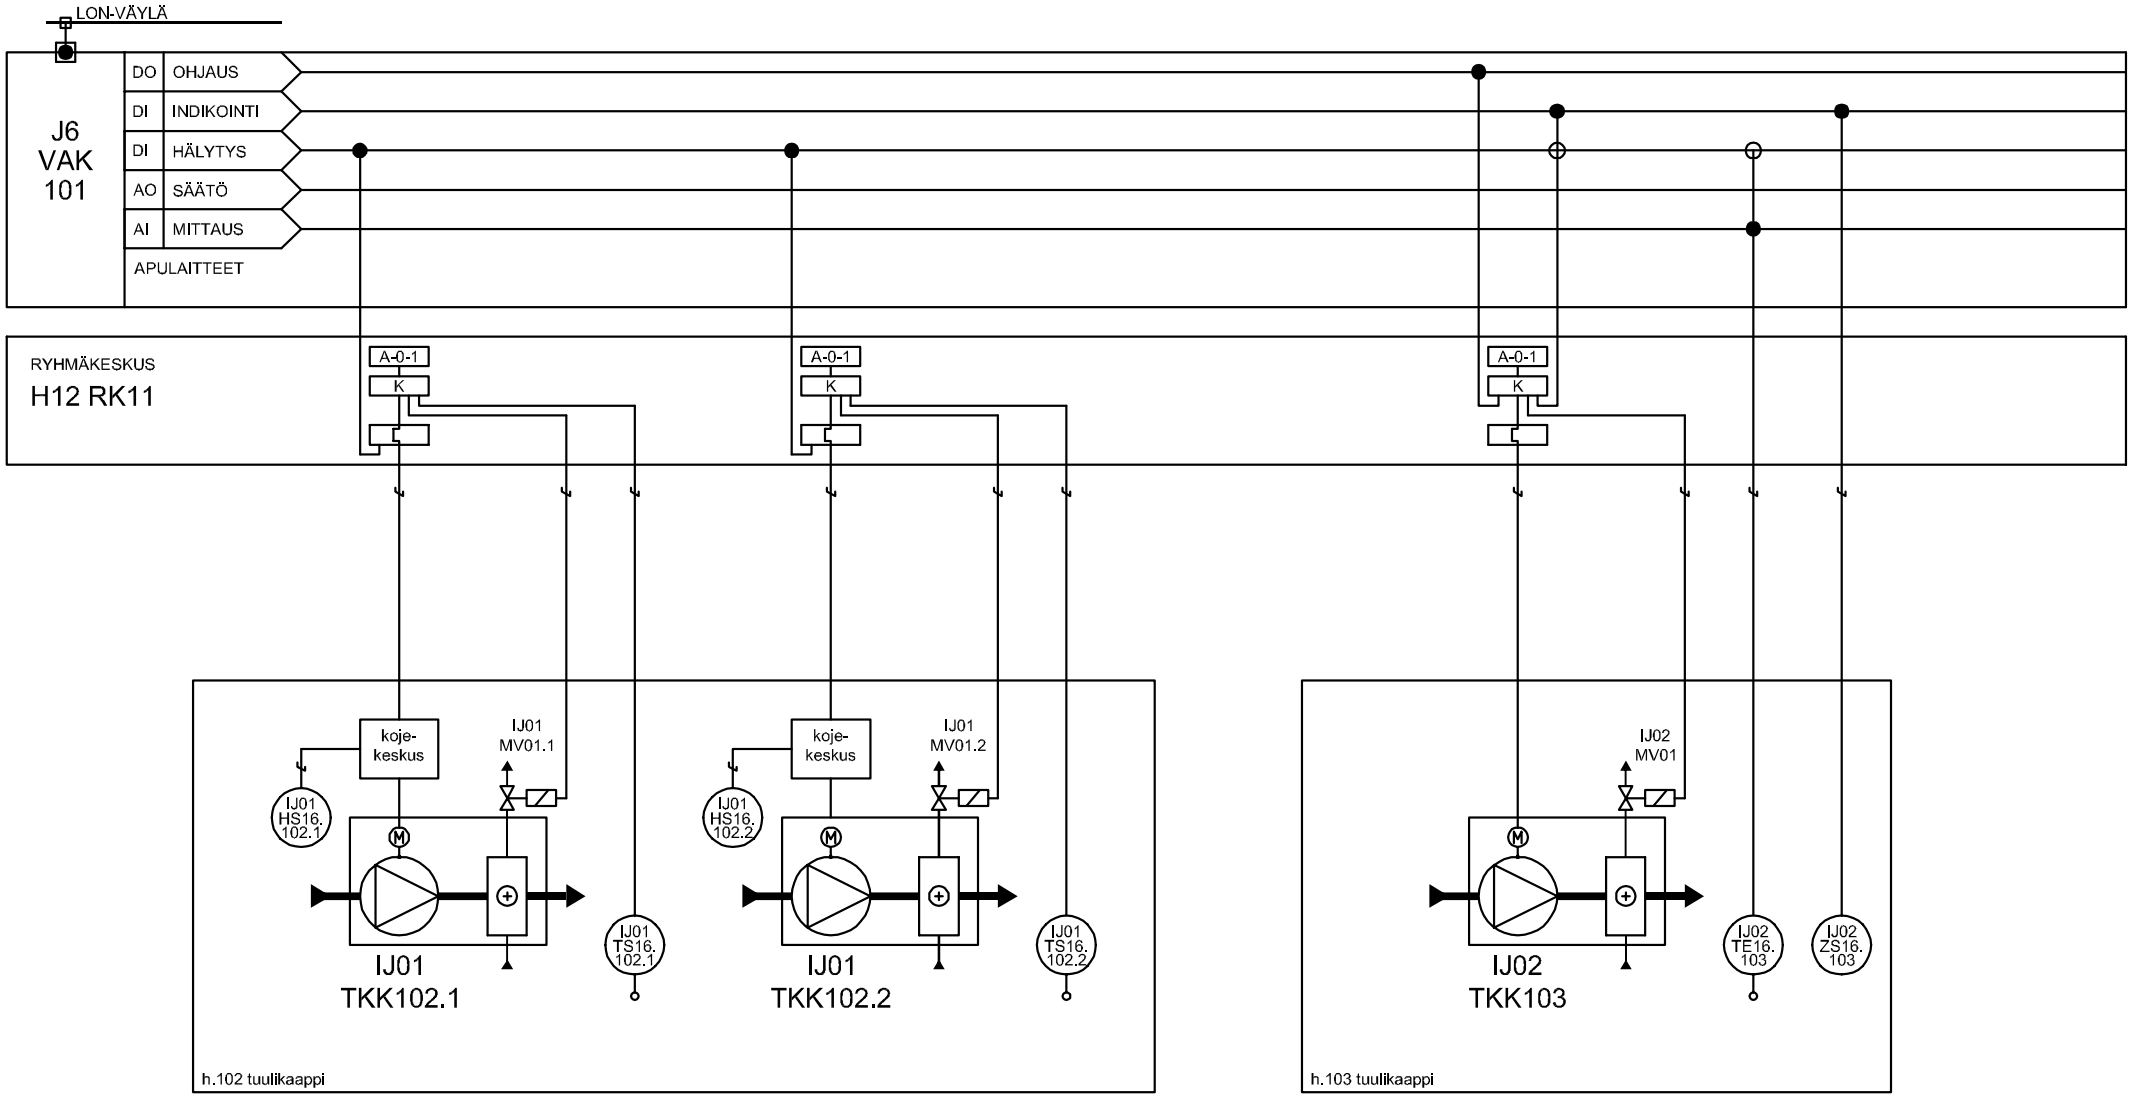 LON-VÄYLÄ
J6
VAK
101
DO OHJAUS
DI INDIKOINTI
DI HÄLYTYS
AO SÄÄTÖ
AI MITTAUS
APULAITTEET
RYHMÄKESKUS
H12 RK11
A-0-1
K
A-0-1
K
A-0-1
K
koje-
keskus
IJ01
MV01.1
IJ01
HS16.
102.1
M
+
IJ01
TKK102.1
IJ01
TS16.
102.1
koje-
keskus
IJ01
MV01.2
IJ01
HS16.
102.2
M
+
IJ01
TKK102.2
IJ01
TS16.
102.2
h.102 tuulikaappi
IJ02
MV01
M
+
IJ02
TKK103
IJ02
TE16.
103
IJ02
ZS16.
103
h.103 tuulikaappi